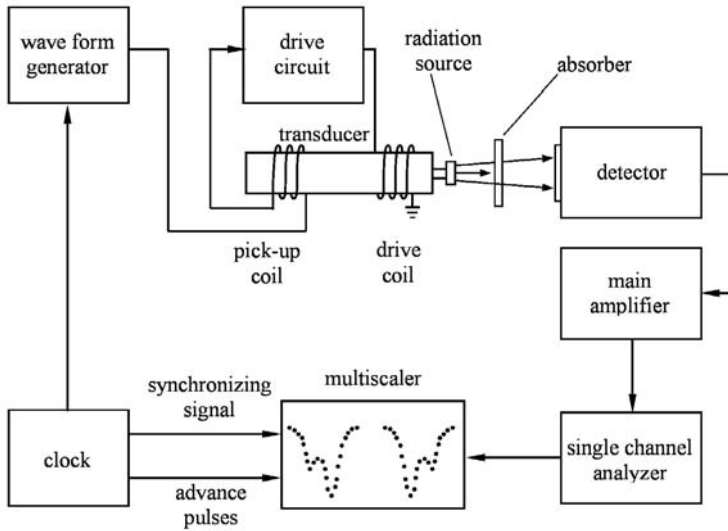 wave form
generator
drive
circuit
radiation
source
absorber
transducer
detector
pick-up
coil
drive
coil
main
amplifier
synchronizing
signal
multiscaler
clock
single channel
analyzer
advance
pulses